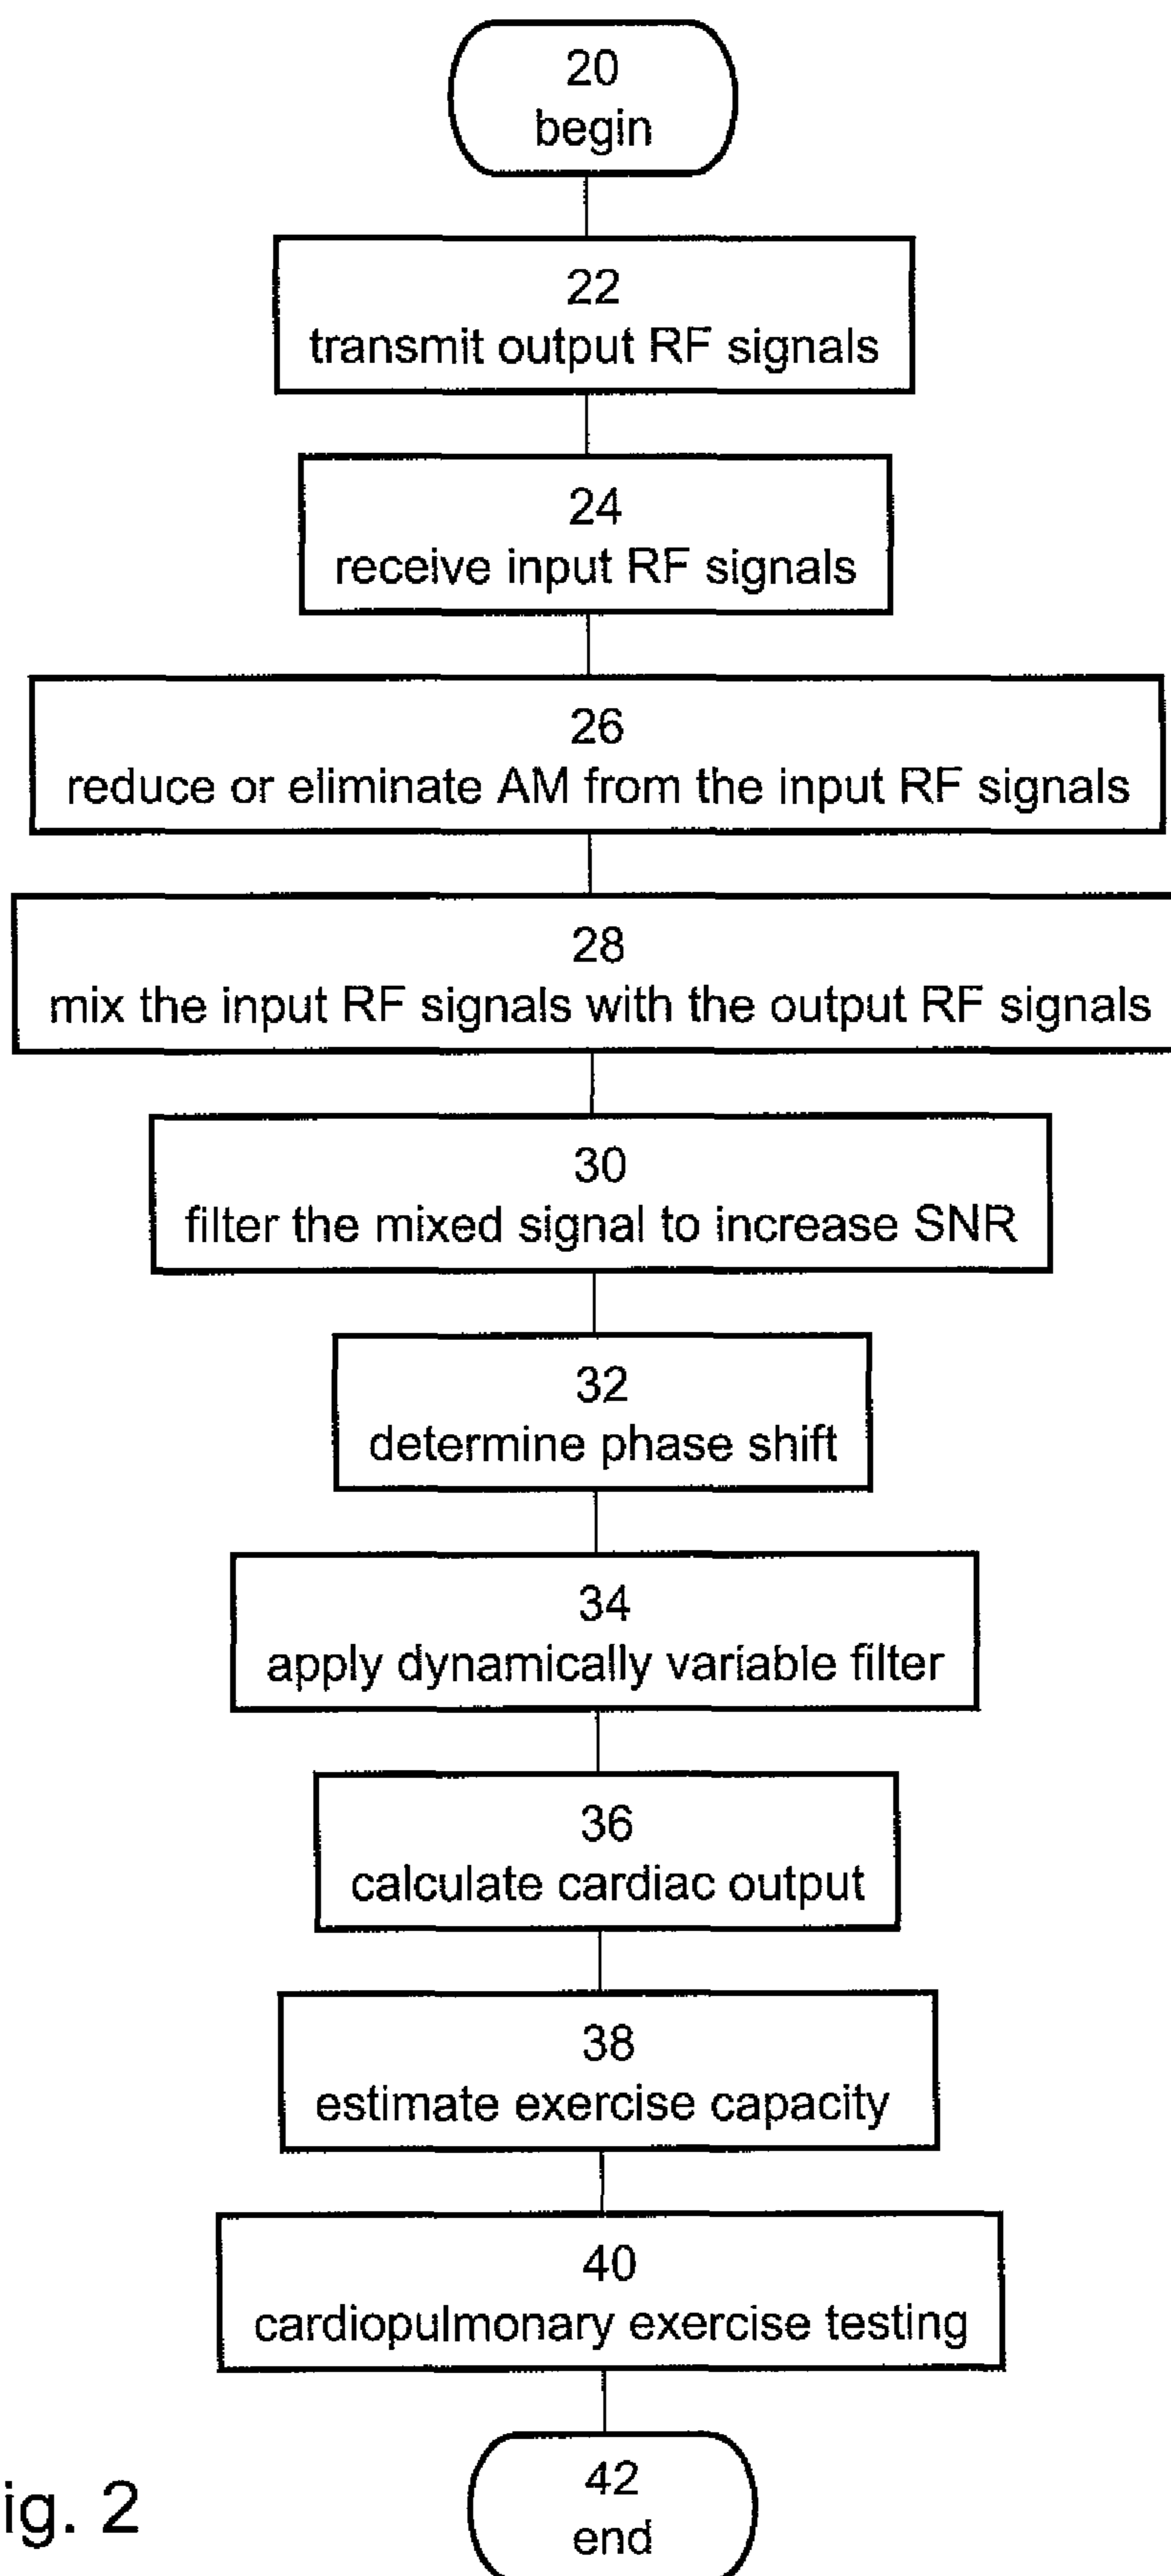 20
begin
22
transmit output RF signals
24
receive input RF signals
26
reduce or eliminate AM from the input RF signals
28
mix the input RF signals with the output RF signals
30
filter the mixed signal to increase SNR
32
determine phase shift
34
apply dynamically variable filter
36
calculate cardiac output
38
estimate exercise capacity
40
cardiopulmonary exercise testing
42
end
ig. 2